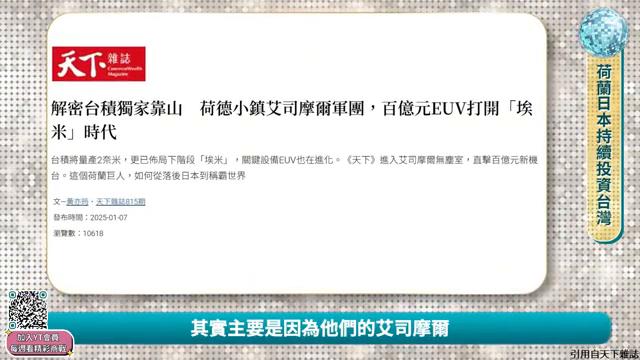 天下雜誌
CommonWealth
Magazine
解密台積獨家靠山　荷德小鎮艾司摩爾軍團，百億元EUV打開「埃
米」時代
台積將量產2奈米，更已佈局下階段「埃米」，關鍵設備EUV也在進化。《天下》進入艾司摩爾無塵室，直擊百億元新機
台。這個荷蘭巨人，如何從落後日本到稱霸世界
文—黃亦筠・天下雜誌815期
發布時間：2025-01-07
瀏覽數：10618
荷蘭日本持續投資台灣
加入YT會員
每週看精彩商戰
其實主要是因為他們的艾司摩爾
引用自天下雜誌